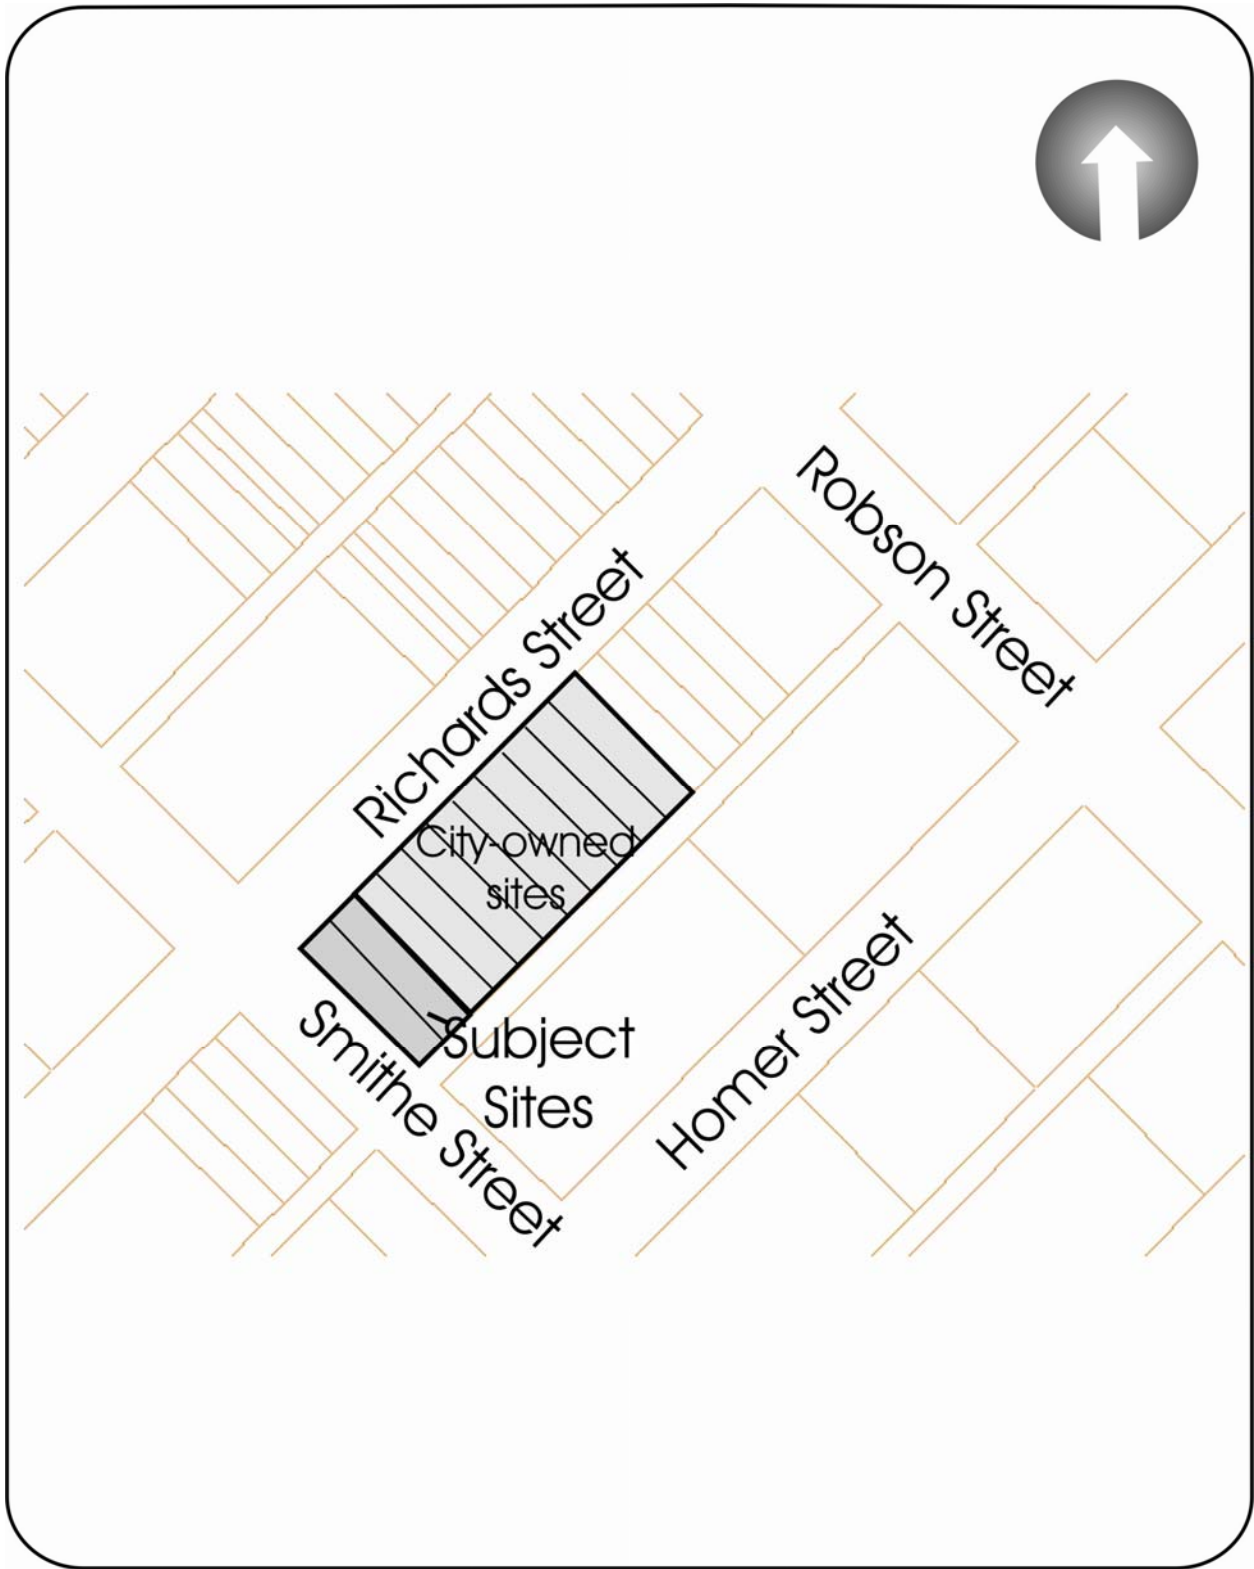 Robson Street
Richards Street
City-owned
sites
Subject
Sites
Smithe Street
Homer Street